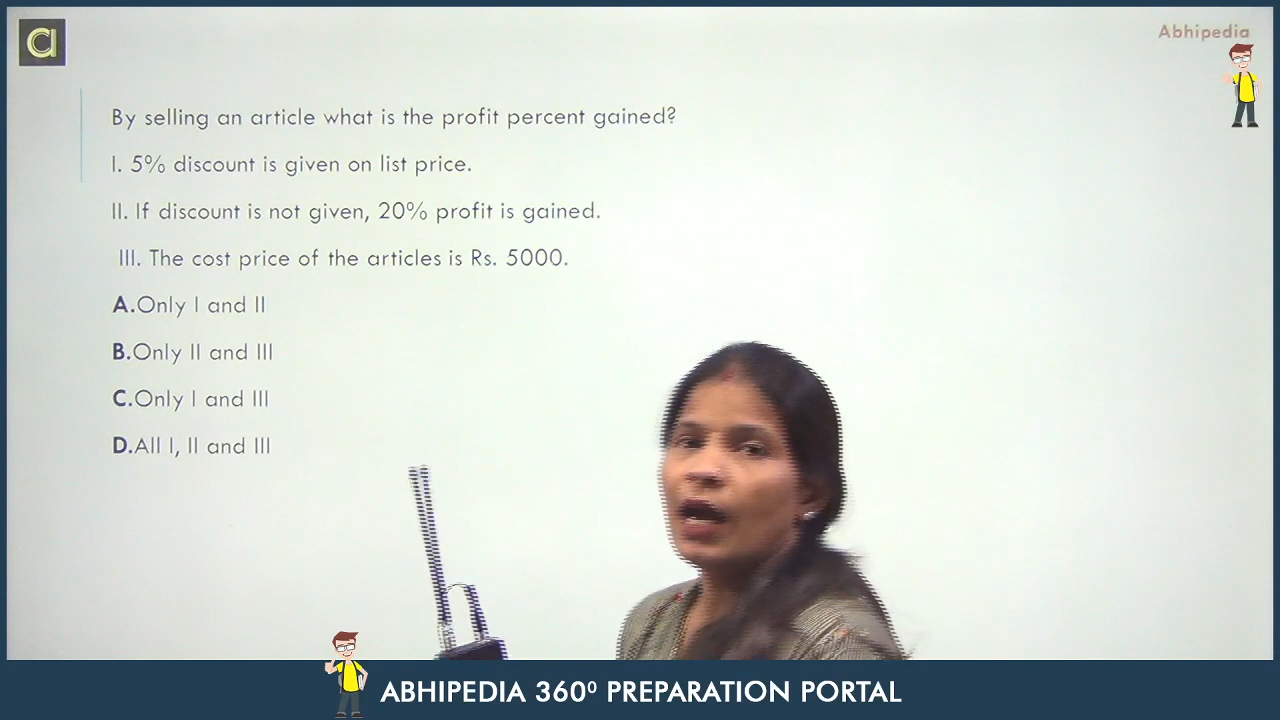 a
Abhipedia
By selling an article what is the profit percent gained?
I. 5% discount is given on list price.
II. If discount is not given, 20% profit is gained.
III. The cost price of the articles is Rs. 5000.
A.Only I and II
B.Only II and III
C.Only I and III
D.All I, II and III
ABHIPEDIA 360⁰ PREPARATION PORTAL